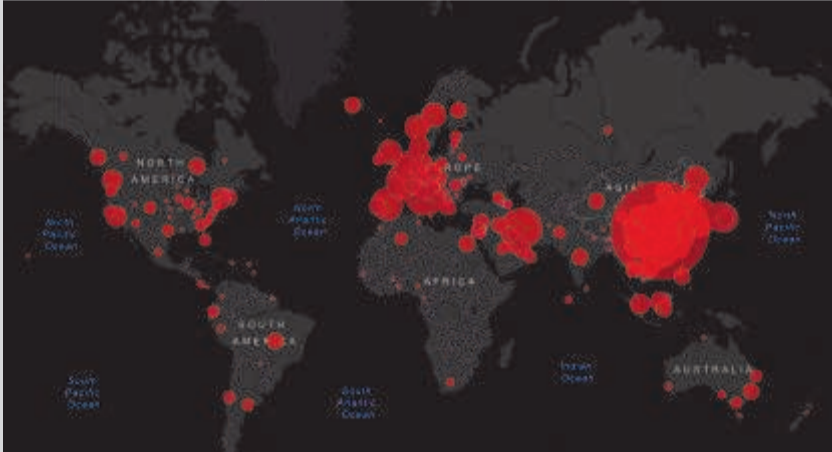 NORTH
AMERICA
ROPE
ASIA
North
Pacific
Ocean
North
Atlantic
Ocean
North
Pacific
Ocean
AFRICA
SOUTH
AMERICA
Indian
Ocean
AUSTRALIA
South
Pacific
Ocean
South
Atlantic
Ocean